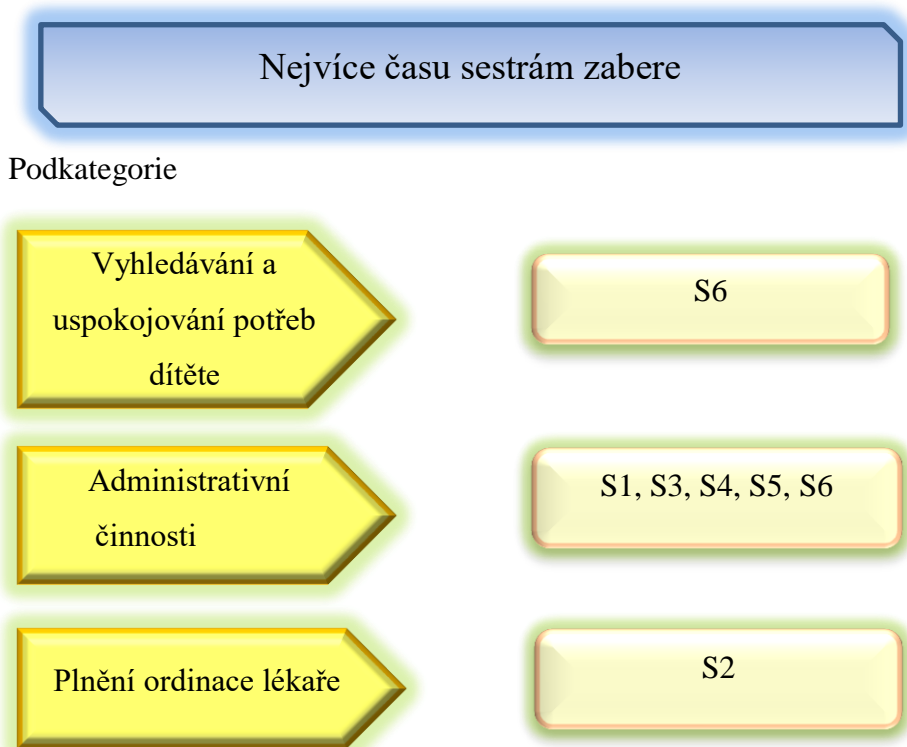 Nejvíce času sestrám zabere
Podkategorie
Vyhledávání a
uspokojování potřeb
dítěte
S6
Administrativní
činnosti
S1, S3, S4, S5, S6
Plnění ordinace lékaře
S2